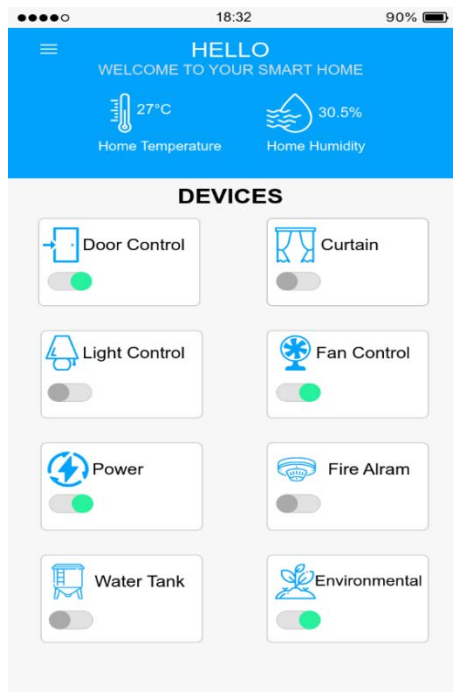 18:32
90%
HELLO
WELCOME TO YOUR SMART HOME
27°C
30.5%
Home Temperature
Home Humidity
DEVICES
Door Control
Curtain
Light Control
Fan Control
Power
Fire Alram
Water Tank
Environmental